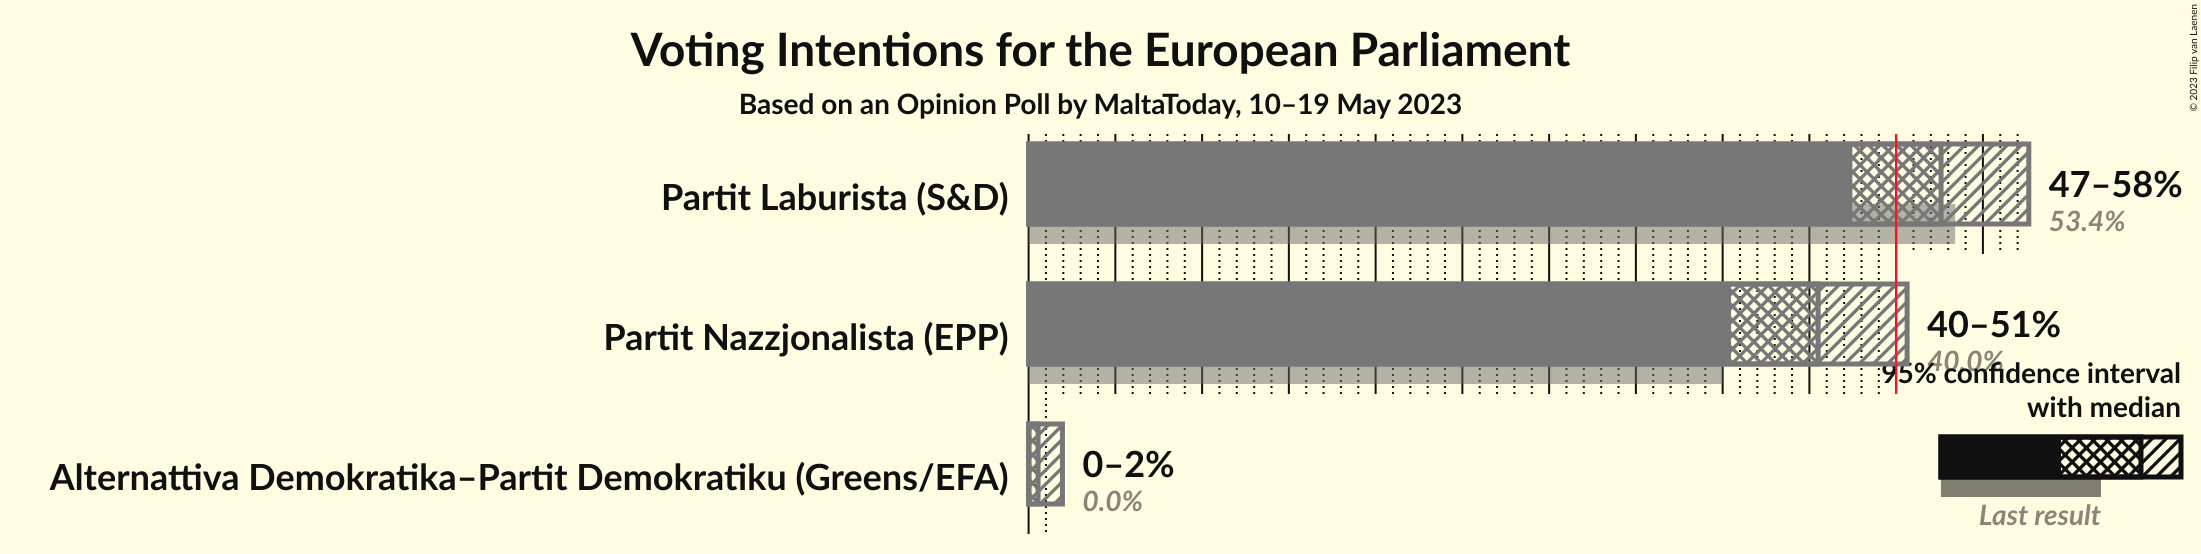 Voting Intentions for the European Parliament
Based on an Opinion Poll by MaltaToday, 10–19 May 2023
© 2023 Filip van Laenen
Partit Laburista (S&D)
47–58%
53.4%
Partit Nazzjonalista (EPP)
40–51%
40.0%
95% confidence interval
with median
Alternattiva Demokratika–Partit Demokratiku (Greens/EFA)
0–2%
0.0%
Last result